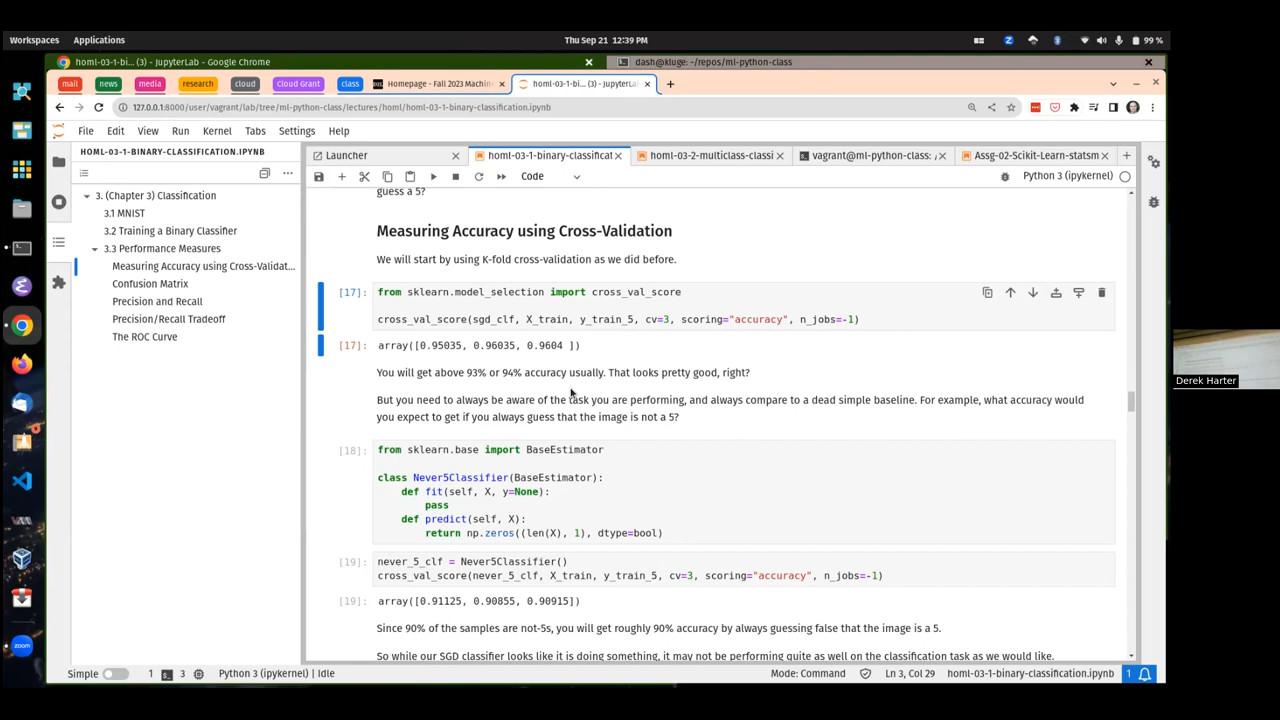 Workspaces Applications Thu Sep 21 12:39 PM 99 %
homl-03-1-bi... (3) - JupyterLab - Google Chrome dash@kluge: ~/repos/ml-python-class
mail news media research cloud Cloud Grant class Homepage - Fall 2023 Machin homl-03-1-bi... (3) - JupyterLa
127.0.0.1:8000/user/vagrant/lab/tree/ml-python-class/lectures/homl/homl-03-1-binary-classification.ipynb
File Edit View Run Kernel Tabs Settings Help
HOML-03-1-BINARY-CLASSIFICATION.IPYNB
3. (Chapter 3) Classification
3.1 MNIST
3.2 Training a Binary Classifier
3.3 Performance Measures
Measuring Accuracy using Cross-Validat...
Confusion Matrix
Precision and Recall
Precision/Recall Tradeoff
The ROC Curve
Launcher homl-03-1-binary-classificat homl-03-2-multiclass-classi vagrant@ml-python-class: / Assg-02-Scikit-Learn-statsm
Code Python 3 (ipykernel)
guess a 5?
Measuring Accuracy using Cross-Validation
We will start by using K-fold cross-validation as we did before.
[17]: from sklearn.model_selection import cross_val_score
cross_val_score(sgd_clf, X_train, y_train_5, cv=3, scoring="accuracy", n_jobs=-1)
[17]: array([0.95035, 0.96035, 0.9604 ])
You will get above 93% or 94% accuracy usually. That looks pretty good, right?
But you need to always be aware of the task you are performing, and always compare to a dead simple baseline. For example, what accuracy would
you expect to get if you always guess that the image is not a 5?
[18]: from sklearn.base import BaseEstimator
class Never5Classifier(BaseEstimator):
def fit(self, X, y=None):
pass
def predict(self, X):
return np.zeros((len(X), 1), dtype=bool)
[19]: never_5_clf = Never5Classifier()
cross_val_score(never_5_clf, X_train, y_train_5, cv=3, scoring="accuracy", n_jobs=-1)
[19]: array([0.91125, 0.90855, 0.90915])
Since 90% of the samples are not-5s, you will get roughly 90% accuracy by always guessing false that the image is a 5.
So while our SGD classifier looks like it is doing something, it may not be performing quite as well on the classification task as we would like.
Simple 1 3 Python 3 (ipykernel) | Idle Mode: Command Ln 3, Col 29 homl-03-1-binary-classification.ipynb 1
zoom
Derek Harter